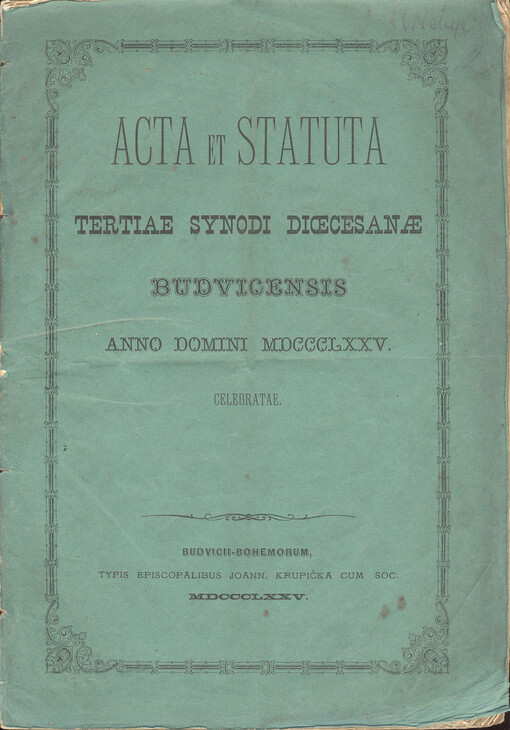 ACTA ET STATUTA
TERTIAE SYNODI DIŒCESANÆ
BUDVICENSIS
ANNO DOMINI MDCCCLXXV.
CELEBRATAE.
BUDVICII-BOHEMORUM,
TYPIS EPISCOPALIBUS JOANN. KRUPIČKA CUM SOC.
MDCCCLXXV.